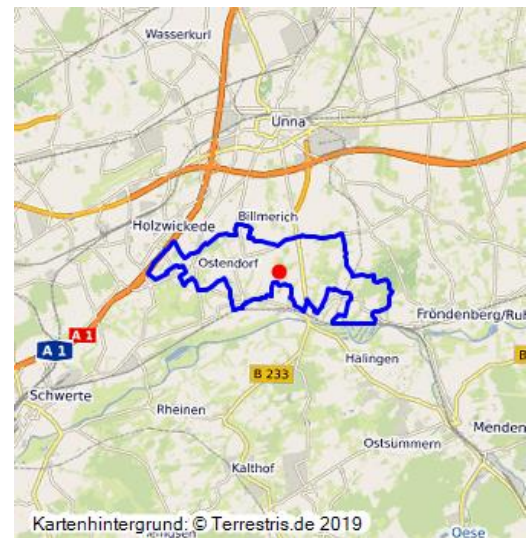 Wasserkurl
Unna
Holzwickede
Billmerich
Ostendorf
A 1
A 1
Fröndenberg/Ruh
Halingen
B 233
B
Schwerte
Rheinen
Menden
Ostsümmern
Kalthof
Kartenhintergrund: © Terrestris.de 2019
Oese